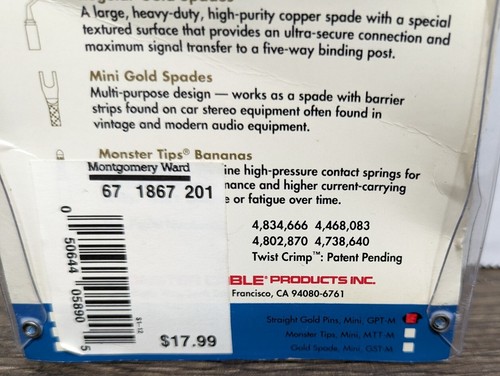 A large, heavy-duty, high-purity copper spade with a special
textured surface that provides an ultra-secure connection and
maximum signal transfer to a five-way binding post.
Mini Gold Spades
Multi-purpose design — works as a spade with barrier
strips found on car stereo equipment often found in
vintage and modern audio equipment.
Monster Tips® Bananas
ine high-pressure contact springs for
nance and higher current-carrying
e or fatigue over time.
Montgomery Ward
67 1867 201
0 50644 05890 5
$17.99
4,834,666 4,468,083
4,802,870 4,738,640
Twist Crimp™: Patent Pending
BLE® PRODUCTS INC.
Francisco, CA 94080-6761
Straight Gold Pins, Mini, GPT-M
Monster Tips, Mini, MTT-M
Gold Spade, Mini, GST-M